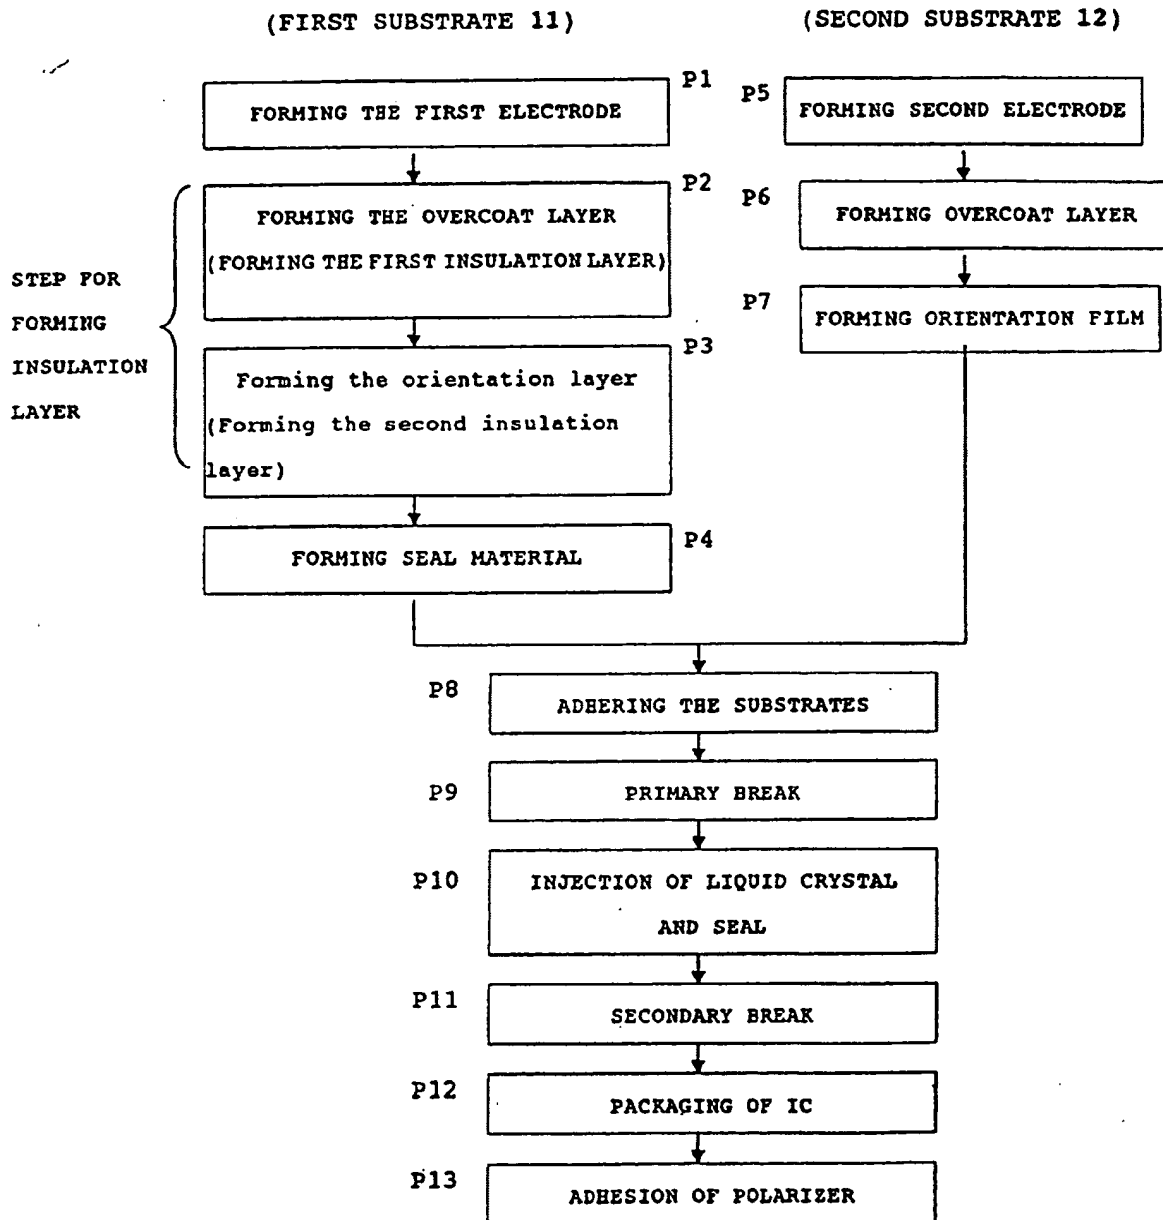 (FIRST SUBSTRATE 11)
P1
FORMING THE FIRST ELECTRODE
P2
FORMING THE OVERCOAT LAYER
(FORMING THE FIRST INSULATION LAYER)
STEP FOR
FORMING
INSULATION
LAYER
P3
Forming the orientation layer
(Forming the second insulation
layer)
P4
FORMING SEAL MATERIAL
(SECOND SUBSTRATE 12)
P5
FORMING SECOND ELECTRODE
P6
FORMING OVERCOAT LAYER
P7
FORMING ORIENTATION FILM
P8
ADHERING THE SUBSTRATES
P9
PRIMARY BREAK
P10
INJECTION OF LIQUID CRYSTAL
AND SEAL
P11
SECONDARY BREAK
P12
PACKAGING OF IC
P13
ADHESION OF POLARIZER